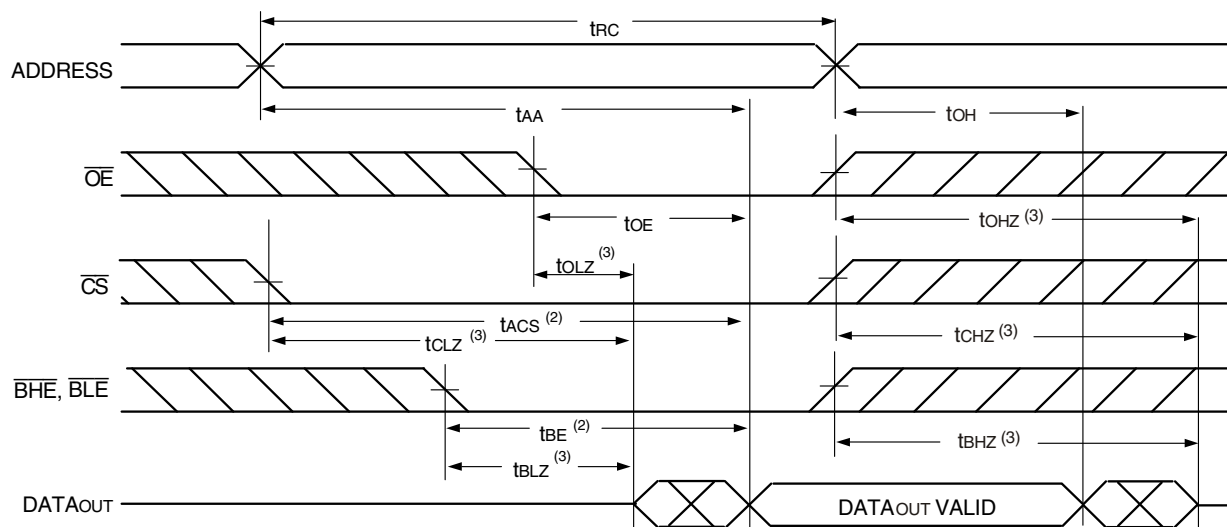 tRC
ADDRESS
tAA
tOH
OE
tOE
tOHZ (3)
tOLZ (3)
CS
tACS (2)
tCLZ (3)
tCHZ (3)
BHE, BLE
tBE (2)
tBHZ (3)
tBLZ (3)
DATAOUT
DATAOUT VALID